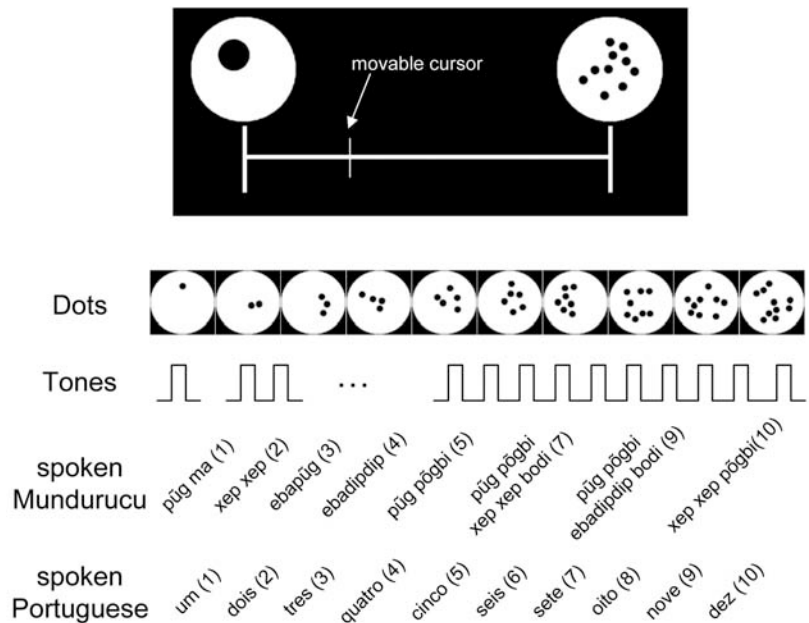 movable cursor
Dots
Tones
...
spoken
Mundurucu
pũg ma (1)
xep xep (2)
ebapũg (3)
ebadipdip (4)
pũg põgbi (5)
pũg põgbi
xep xep bodi (7)
pũg põgbi
ebadipdip bodi (9)
xep xep põgbi(10)
spoken
Portuguese
um (1)
dois (2)
tres (3)
quatro (4)
cinco (5)
seis (6)
sete (7)
oito (8)
nove (9)
dez (10)